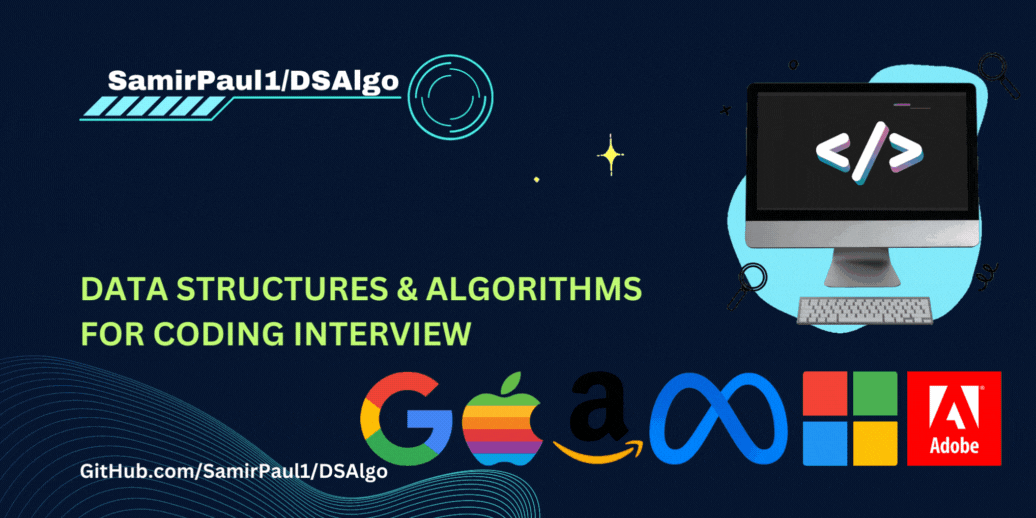 SamirPaul1/DSAlgo
</>
DATA STRUCTURES & ALGORITHMS
FOR CODING INTERVIEW
G
a
A
®
Adobe
GitHub.com/SamirPaul1/DSAlgo